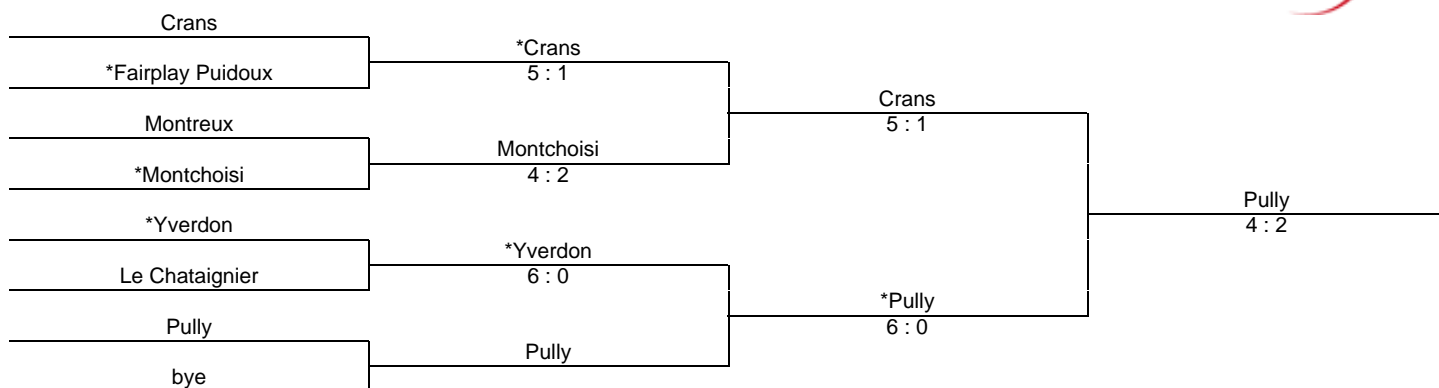 Crans
*Fairplay Puidoux
Montreux
*Montchoisi
*Yverdon
Le Chataignier
Pully
bye
*Crans
5 : 1
Montchoisi
4 : 2
*Yverdon
6 : 0
Pully
Crans
5 : 1
*Pully
6 : 0
Pully
4 : 2